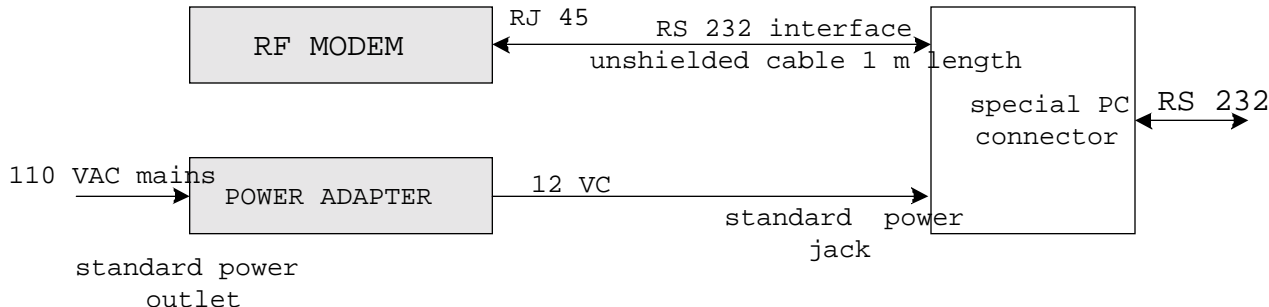 RJ 45
RF MODEM
RS 232 interface
unshielded cable 1 m length
special PC
connector
RS 232
110 VAC mains
POWER ADAPTER
12 VC
standard power
jack
standard power
outlet